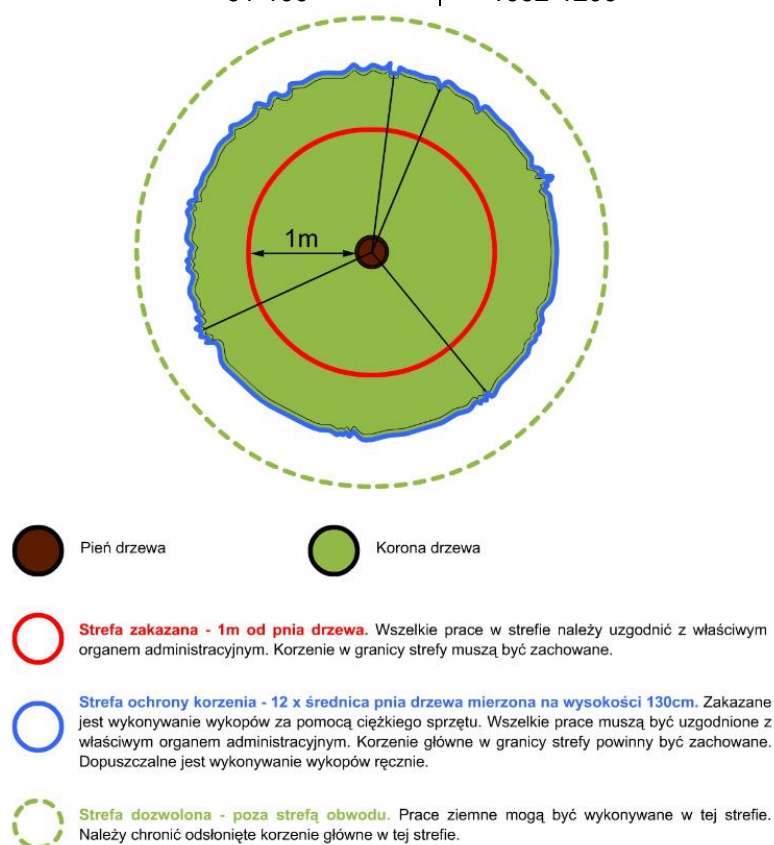 1m
Pień drzewa
Korona drzewa
Strefa zakazana - 1m od pnia drzewa. Wszelkie prace w strefie należy uzgodnić z właściwym
organem administracyjnym. Korzenie w granicy strefy muszą być zachowane.
Strefa ochrony korzenia - 12 x średnica pnia drzewa mierzona na wysokości 130cm. Zakazane
jest wykonywanie wykopów za pomocą ciężkiego sprzętu. Wszelkie prace muszą być uzgodnione z
właściwym organem administracyjnym. Korzenie główne w granicy strefy powinny być zachowane.
Dopuszczalne jest wykonywanie wykopów ręcznie.
Strefa dozwolona - poza strefą obwodu. Prace ziemne mogą być wykonywane w tej strefie.
Należy chronić odsłonięte korzenie główne w tej strefie.